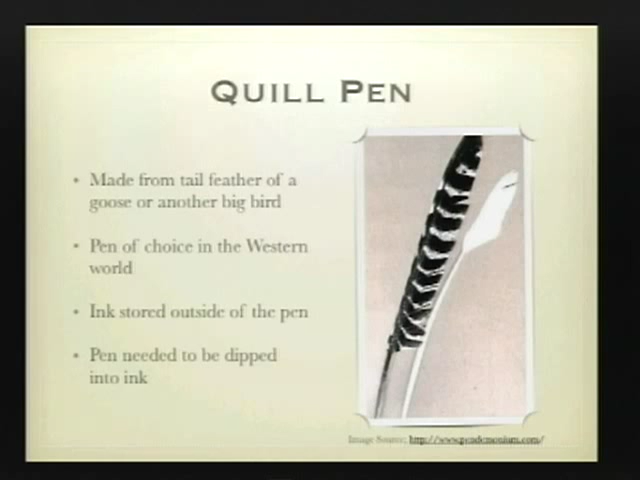 Quill Pen
• Made from tail feather of a
goose or another big bird
• Pen of choice in the Western
world
• Ink stored outside of the pen
• Pen needed to be dipped
into ink
Image Source: http://www.pendemonium.com/